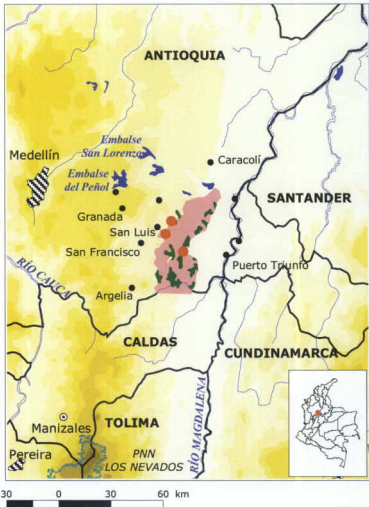 ANTIOQUIA
Embalse
San Lorenzo
Medellín
Caracolí
Embalse
del Peñol
SANTANDER
Granada
San Luis
San Francisco
Puerto Triunfo
RÍO CAUCA
Argelia
CALDAS
CUNDINAMARCA
RÍO MAGDALENA
Manizales
TOLIMA
Pereira
PNN
LOS NEVADOS
30 0 30 60 km